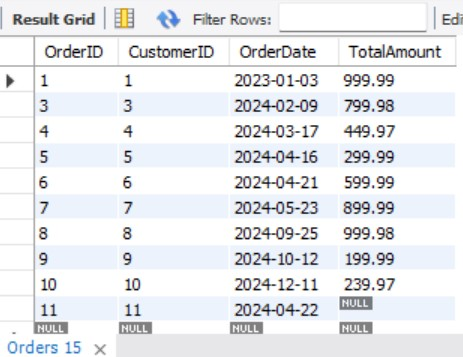 Result Grid Filter Rows: Edi
OrderID CustomerID OrderDate TotalAmount
1 1 2023-01-03 999.99
3 3 2024-02-09 799.98
4 4 2024-03-17 449.97
5 5 2024-04-16 299.99
6 6 2024-04-21 599.99
7 7 2024-05-23 899.99
8 8 2024-09-25 999.98
9 9 2024-10-12 199.99
10 10 2024-12-11 239.97
11 11 2024-04-22 NULL
NULL NULL NULL NULL
Orders 15